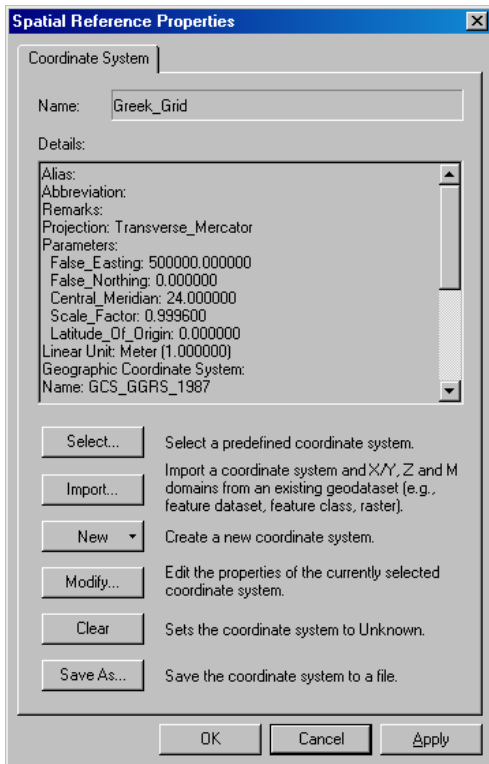 Spatial Reference Properties
Coordinate System
Name: Greek_Grid
Details:
Alias:
Abbreviation:
Remarks:
Projection: Transverse_Mercator
Parameters:
False_Easting: 500000.000000
False_Northing: 0.000000
Central_Meridian: 24.000000
Scale_Factor: 0.999600
Latitude_Of_Origin: 0.000000
Linear Unit: Meter (1.000000)
Geographic Coordinate System:
Name: GCS_GGRS_1987
Select... Select a predefined coordinate system.
Import... Import a coordinate system and X/Y, Z and M
domains from an existing geodataset (e.g.,
feature dataset, feature class, raster).
New Create a new coordinate system.
Modify... Edit the properties of the currently selected
coordinate system.
Clear Sets the coordinate system to Unknown.
Save As... Save the coordinate system to a file.
OK Cancel Apply